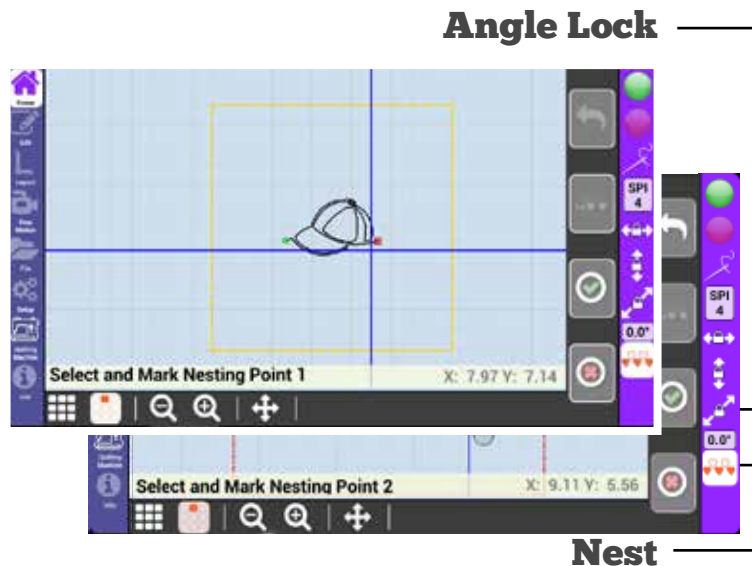 Angle Lock
SPI
4
0.0°
Select and Mark Nesting Point 1
X: 7.97 Y: 7.14
SPI
4
0.0°
Select and Mark Nesting Point 2
X: 9.11 Y: 5.56
Nest